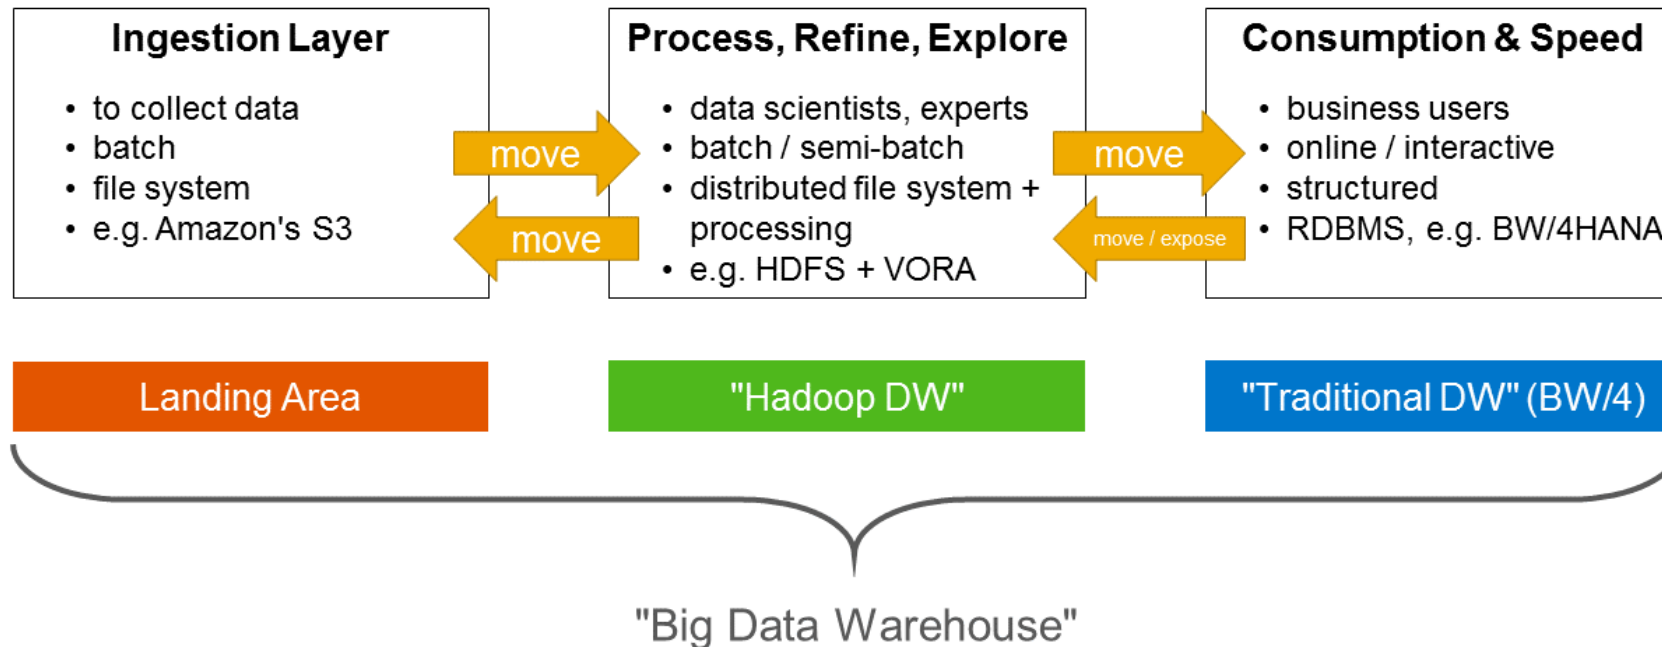 Ingestion Layer
• to collect data
• batch
• file system
• e.g. Amazon's S3
move
move
Process, Refine, Explore
• data scientists, experts
• batch / semi-batch
• distributed file system +
processing
• e.g. HDFS + VORA
move
move / expose
Consumption & Speed
• business users
• online / interactive
• structured
• RDBMS, e.g. BW/4HANA
Landing Area
"Hadoop DW"
"Traditional DW" (BW/4)
"Big Data Warehouse"